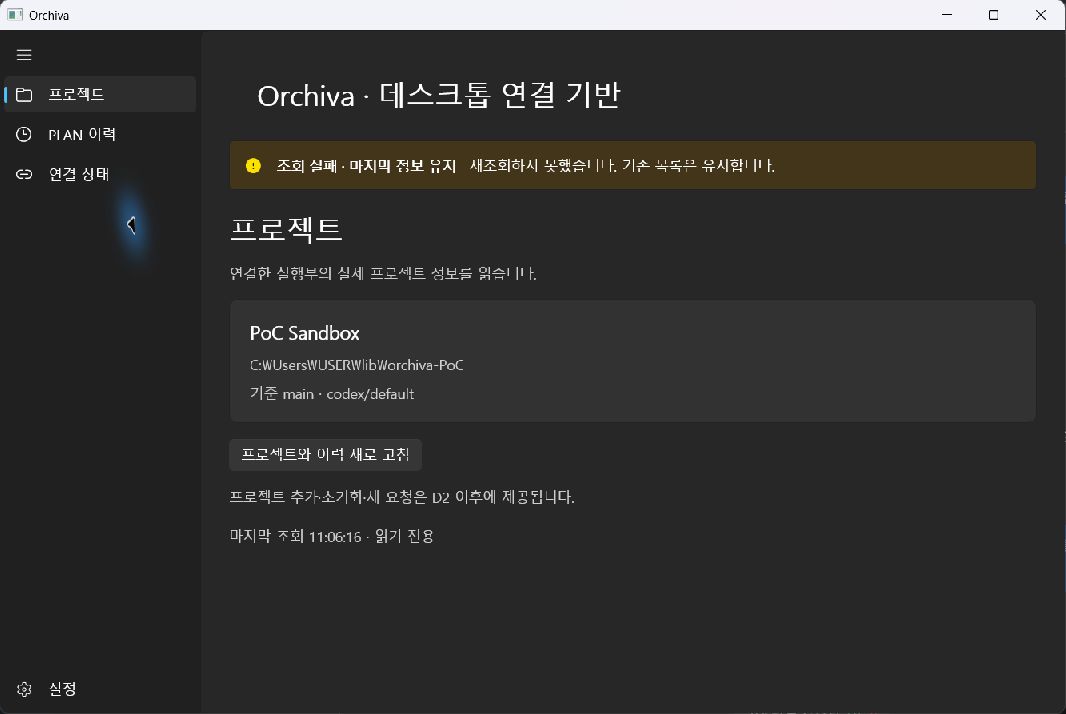 Orchiva
프로젝트
PLAN 이력
연결 상태
설정
Orchiva · 데스크톱 연결 기반
조회 실패 · 마지막 정보 유지 재조회하지 못했습니다. 기존 목록은 유지합니다.
프로젝트
연결한 실행부의 실제 프로젝트 정보를 읽습니다.
PoC Sandbox
C:₩Users₩USER₩lib₩orchiva-PoC
기준 main · codex/default
프로젝트와 이력 새로 고침
프로젝트 추가·초기화·새 요청은 D2 이후에 제공됩니다.
마지막 조회 11:06:16 · 읽기 전용